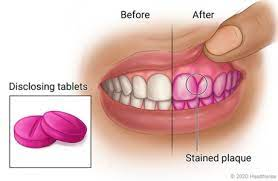 Before After
Disclosing tablets
Stained plaque
© 2020 Healthwise